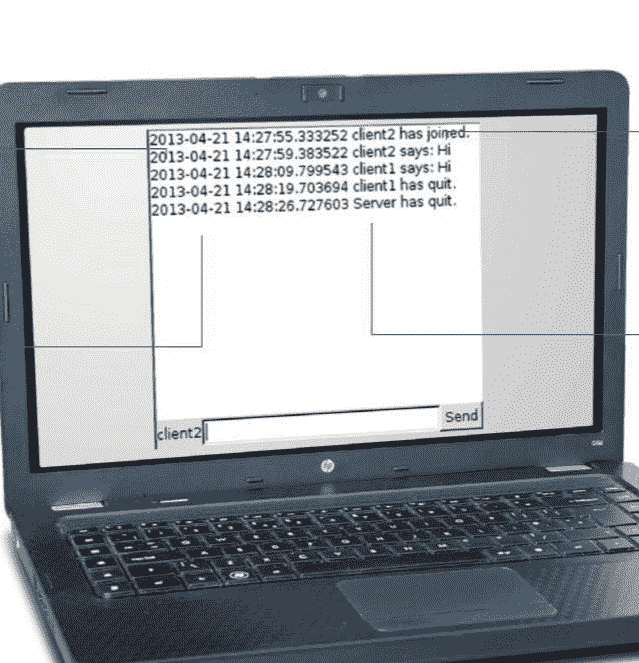 2013-04-21 14:27:55.333252 client2 has joined.
2013-04-21 14:27:59.383522 client2 says: Hi
2013-04-21 14:28:09.799543 client1 says: Hi
2013-04-21 14:28:19.703694 client1 has quit.
2013-04-21 14:28:26.727603 Server has quit.
client2
Send
hp